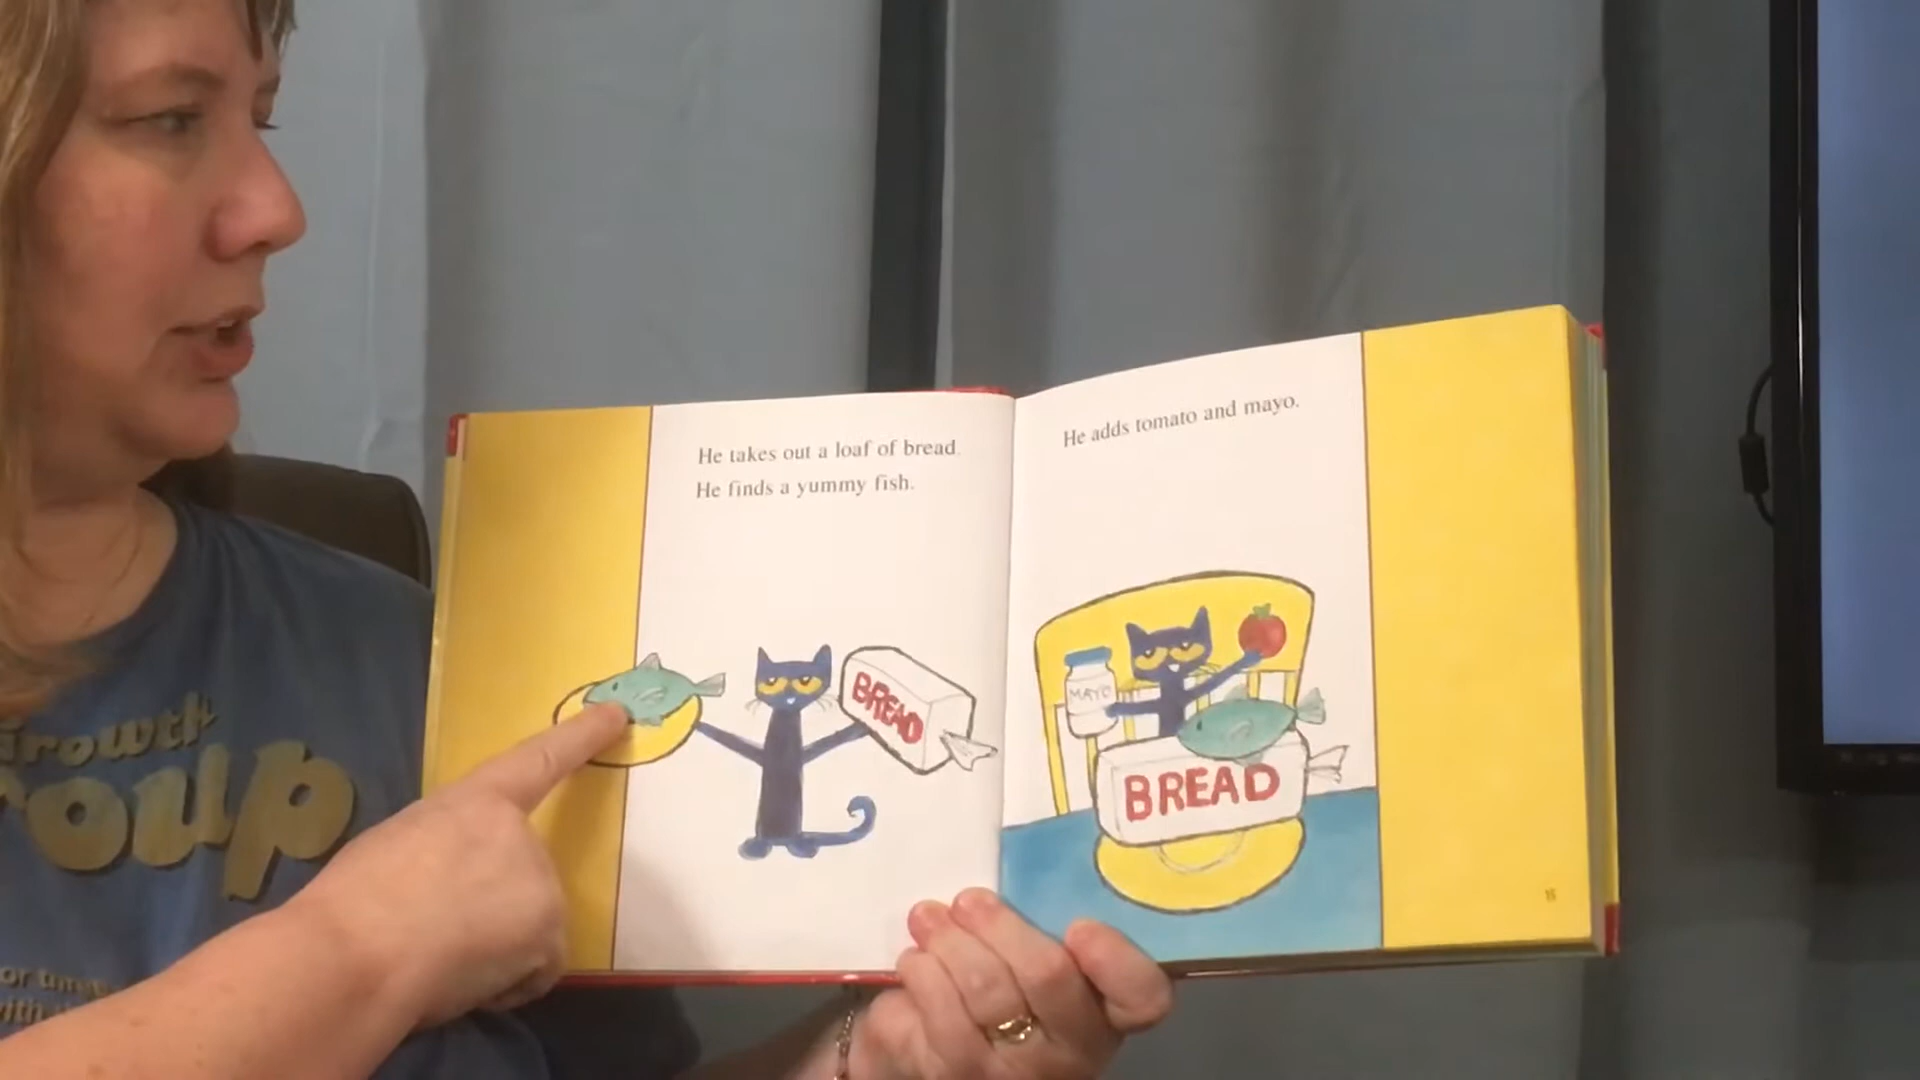 He takes out a loaf of bread.
He finds a yummy fish.
BREAD
He adds tomato and mayo.
MAYO
BREAD
15
Growth